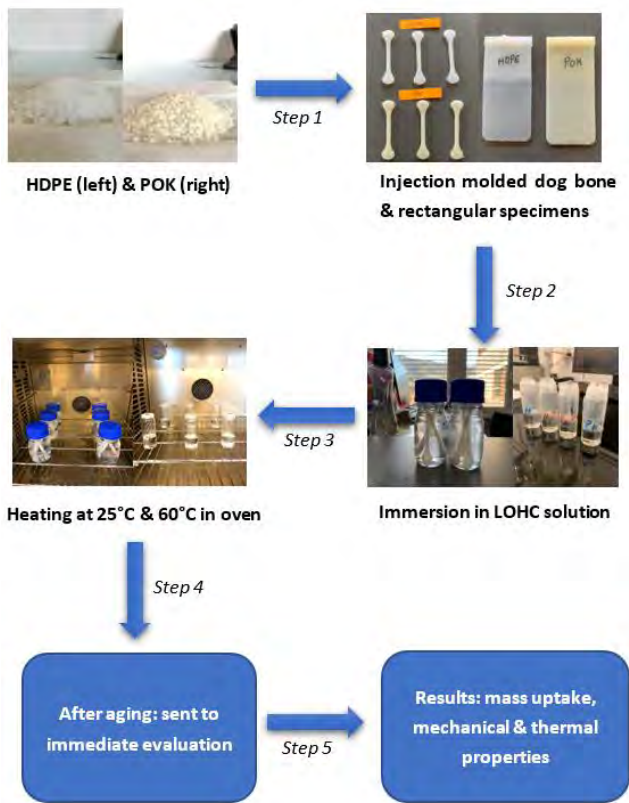 Step 1
HDPE
POK
HDPE (left) & POK (right)
Injection molded dog bone
& rectangular specimens
Step 2
Step 3
Heating at 25°C & 60°C in oven
Immersion in LOHC solution
Step 4
After aging: sent to
immediate evaluation
Step 5
Results: mass uptake,
mechanical & thermal
properties